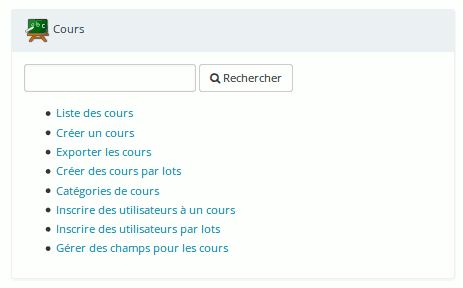 abc
Cours
Rechercher
Liste des cours
Créer un cours
Exporter les cours
Créer des cours par lots
Catégories de cours
Inscrire des utilisateurs à un cours
Inscrire des utilisateurs par lots
Gérer des champs pour les cours